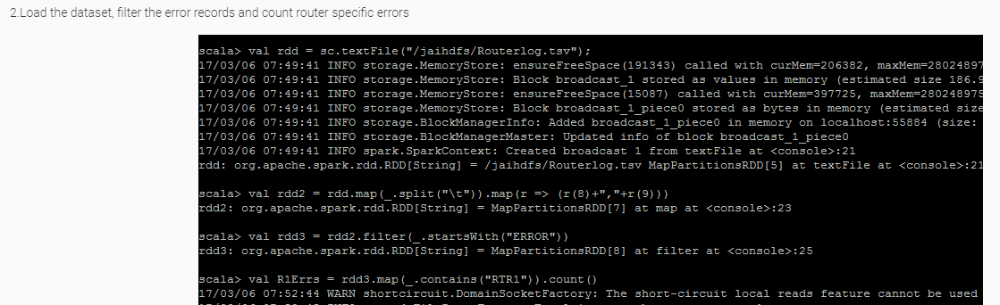 2.Load the dataset, filter the error records and count router specific errors
scala> val rdd = sc.textFile("/jaihdfs/Routerlog.tsv");
17/03/06 07:49:41 INFO storage.MemoryStore: ensureFreeSpace(191343) called with curMem=206382, maxMem=28024897
17/03/06 07:49:41 INFO storage.MemoryStore: Block broadcast_1 stored as values in memory (estimated size 186.9
17/03/06 07:49:41 INFO storage.MemoryStore: ensureFreeSpace(15087) called with curMem=397725, maxMem=280248975
17/03/06 07:49:41 INFO storage.MemoryStore: Block broadcast_1_piece0 stored as bytes in memory (estimated size
17/03/06 07:49:41 INFO storage.BlockManagerInfo: Added broadcast_1_piece0 in memory on localhost:55884 (size:
17/03/06 07:49:41 INFO storage.BlockManagerMaster: Updated info of block broadcast_1_piece0
17/03/06 07:49:41 INFO spark.SparkContext: Created broadcast 1 from textFile at <console>:21
rdd: org.apache.spark.rdd.RDD[String] = /jaihdfs/Routerlog.tsv MapPartitionsRDD[5] at textFile at <console>:21
scala> val rdd2 = rdd.map(_.split("\t")).map(r => (r(8)+","+r(9)))
rdd2: org.apache.spark.rdd.RDD[String] = MapPartitionsRDD[7] at map at <console>:23
scala> val rdd3 = rdd2.filter(_.startsWith("ERROR"))
rdd3: org.apache.spark.rdd.RDD[String] = MapPartitionsRDD[8] at filter at <console>:25
scala> val R1Errs = rdd3.map(_.contains("RTR1")).count()
17/03/06 07:52:44 WARN shortcircuit.DomainSocketFactory: The short-circuit local reads feature cannot be used